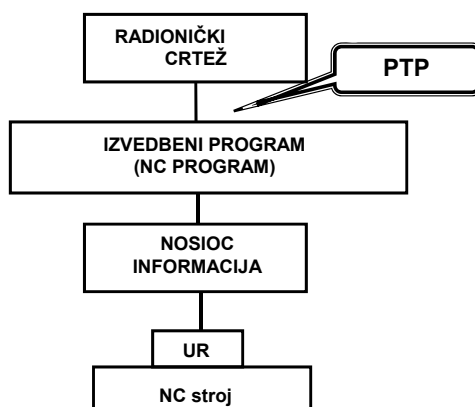 RADIONIČKI
CRTEŽ
PTP
IZVEDBENI PROGRAM
(NC PROGRAM)
NOSIOC
INFORMACIJA
UR
NC stroj